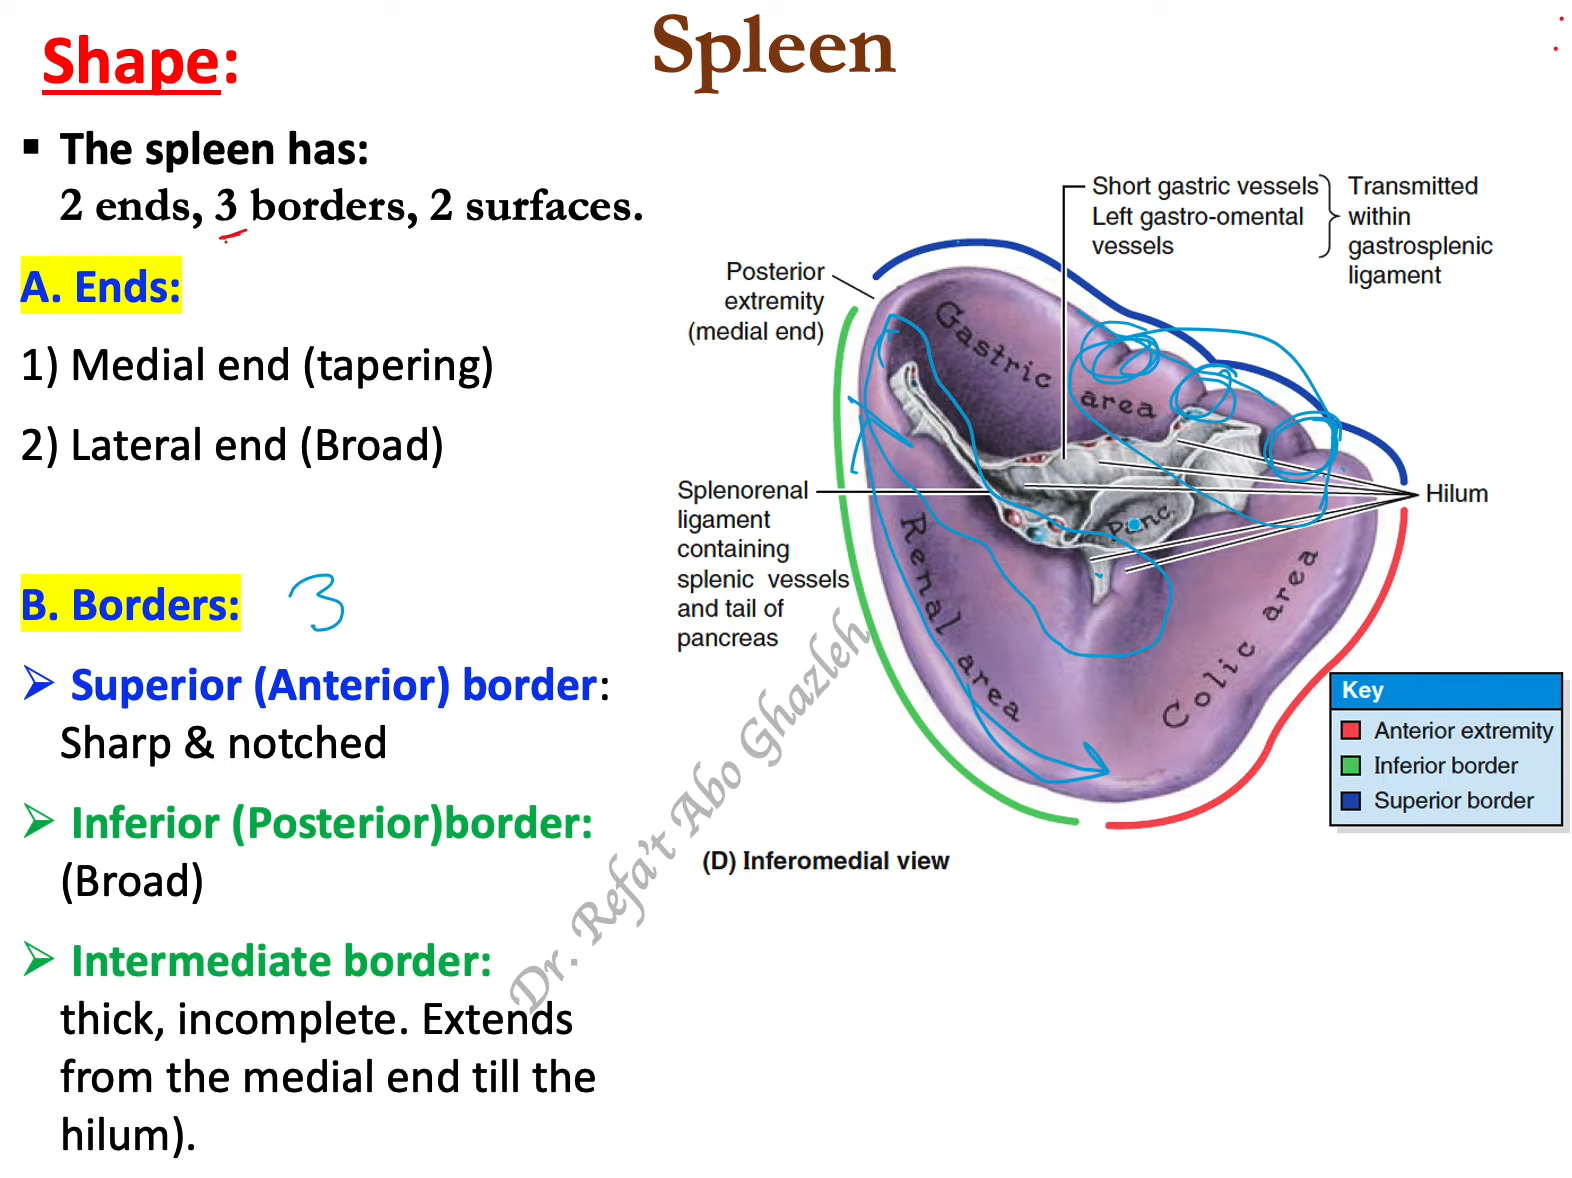 Spleen
Shape:
▪ The spleen has:
2 ends, 3 borders, 2 surfaces.
A. Ends:
1) Medial end (tapering)
2) Lateral end (Broad)
B. Borders: 3
➢ Superior (Anterior) border:
Sharp & notched
➢ Inferior (Posterior)border:
(Broad)
➢ Intermediate border:
thick, incomplete. Extends
from the medial end till the
hilum).
Short gastric vessels
Left gastro-omental
vessels
Transmitted
within
gastrosplenic
ligament
Posterior
extremity
(medial end)
Gastric area
Splenorenal
ligament
containing
splenic vessels
and tail of
pancreas
Panc.
Hilum
Renal area
Colic area
Key
Anterior extremity
Inferior border
Superior border
(D) Inferomedial view
Dr. Refa't Abo Ghazleh